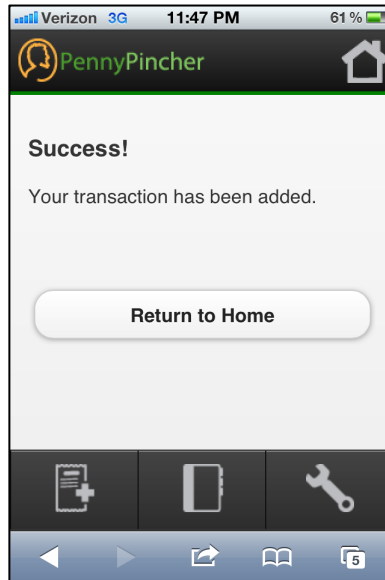 Verizon 3G 11:47 PM 61%
PennyPincher
Success!
Your transaction has been added.
Return to Home
5